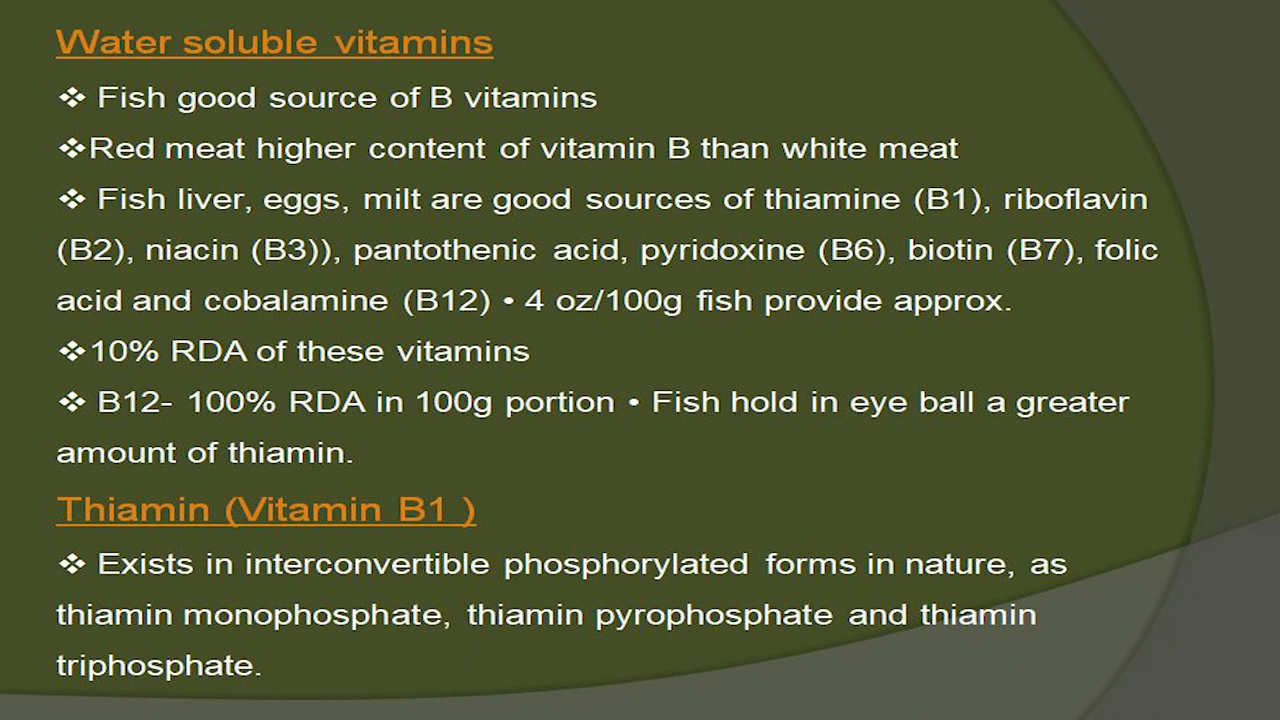 Water soluble vitamins
❖ Fish good source of B vitamins
❖Red meat higher content of vitamin B than white meat
❖ Fish liver, eggs, milt are good sources of thiamine (B1), riboflavin
(B2), niacin (B3)), pantothenic acid, pyridoxine (B6), biotin (B7), folic
acid and cobalamine (B12) • 4 oz/100g fish provide approx.
❖10% RDA of these vitamins
❖ B12- 100% RDA in 100g portion • Fish hold in eye ball a greater
amount of thiamin.
Thiamin (Vitamin B1 )
❖ Exists in interconvertible phosphorylated forms in nature, as
thiamin monophosphate, thiamin pyrophosphate and thiamin
triphosphate.